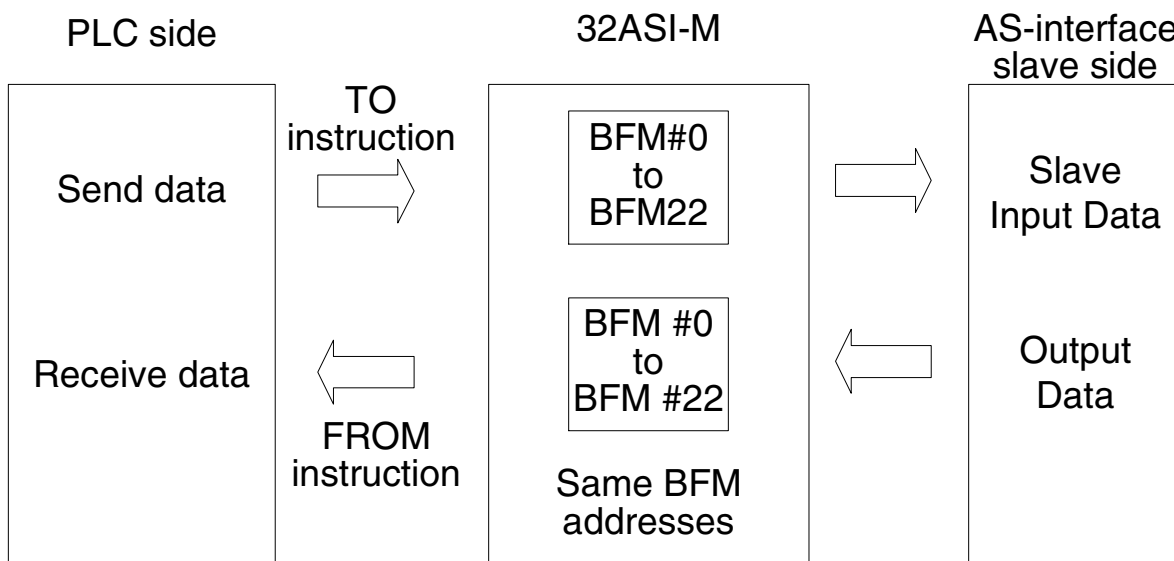 PLC side
32ASI-M
AS-interface
slave side
TO
instruction
Send data
BFM#0
to
BFM22
Slave
Input Data
Receive data
FROM
instruction
BFM #0
to
BFM #22
Output
Data
Same BFM
addresses